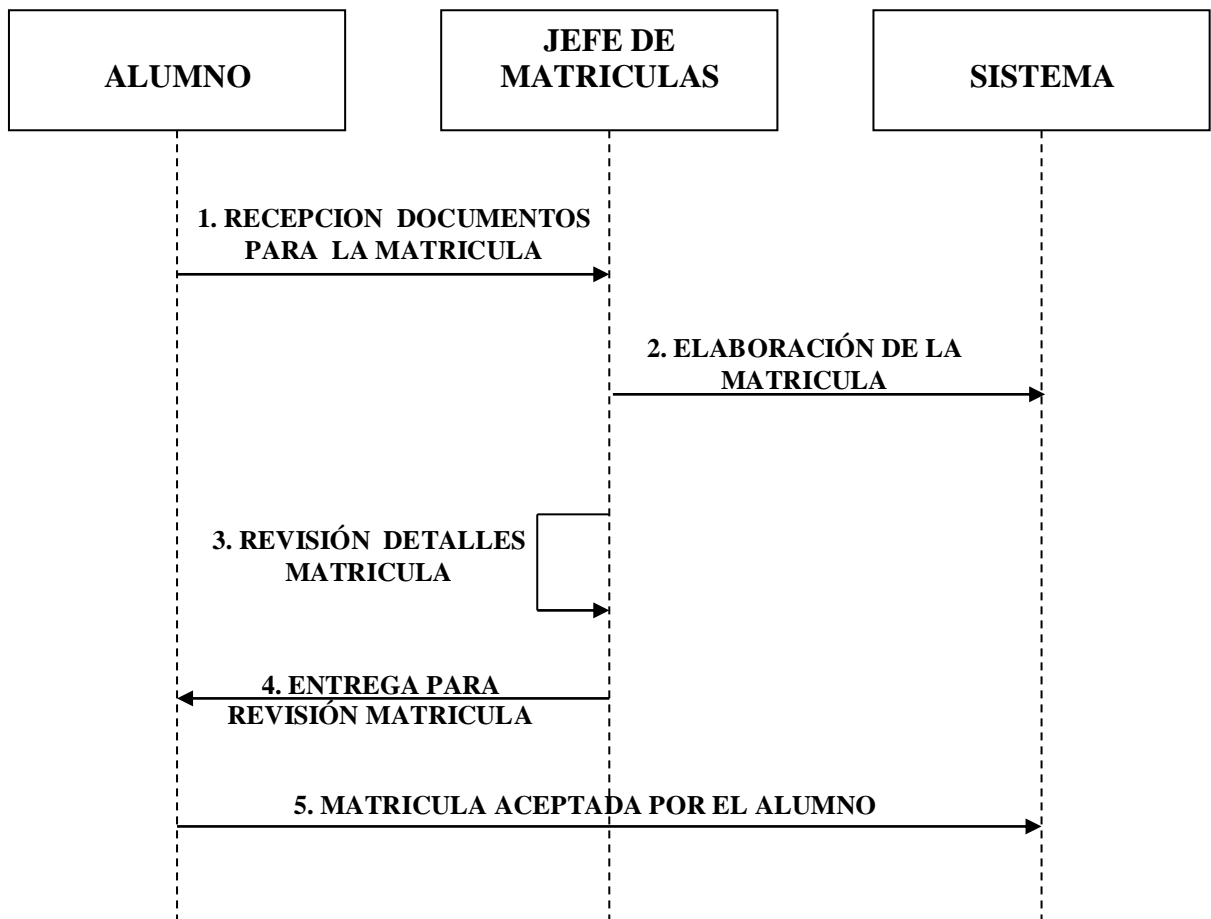 ALUMNO
JEFE DE
MATRICULAS
SISTEMA
1. RECEPCION DOCUMENTOS
PARA LA MATRICULA
2. ELABORACIÓN DE LA
MATRICULA
3. REVISIÓN DETALLES
MATRICULA
4. ENTREGA PARA
REVISIÓN MATRICULA
5. MATRICULA ACEPTADA POR EL ALUMNO